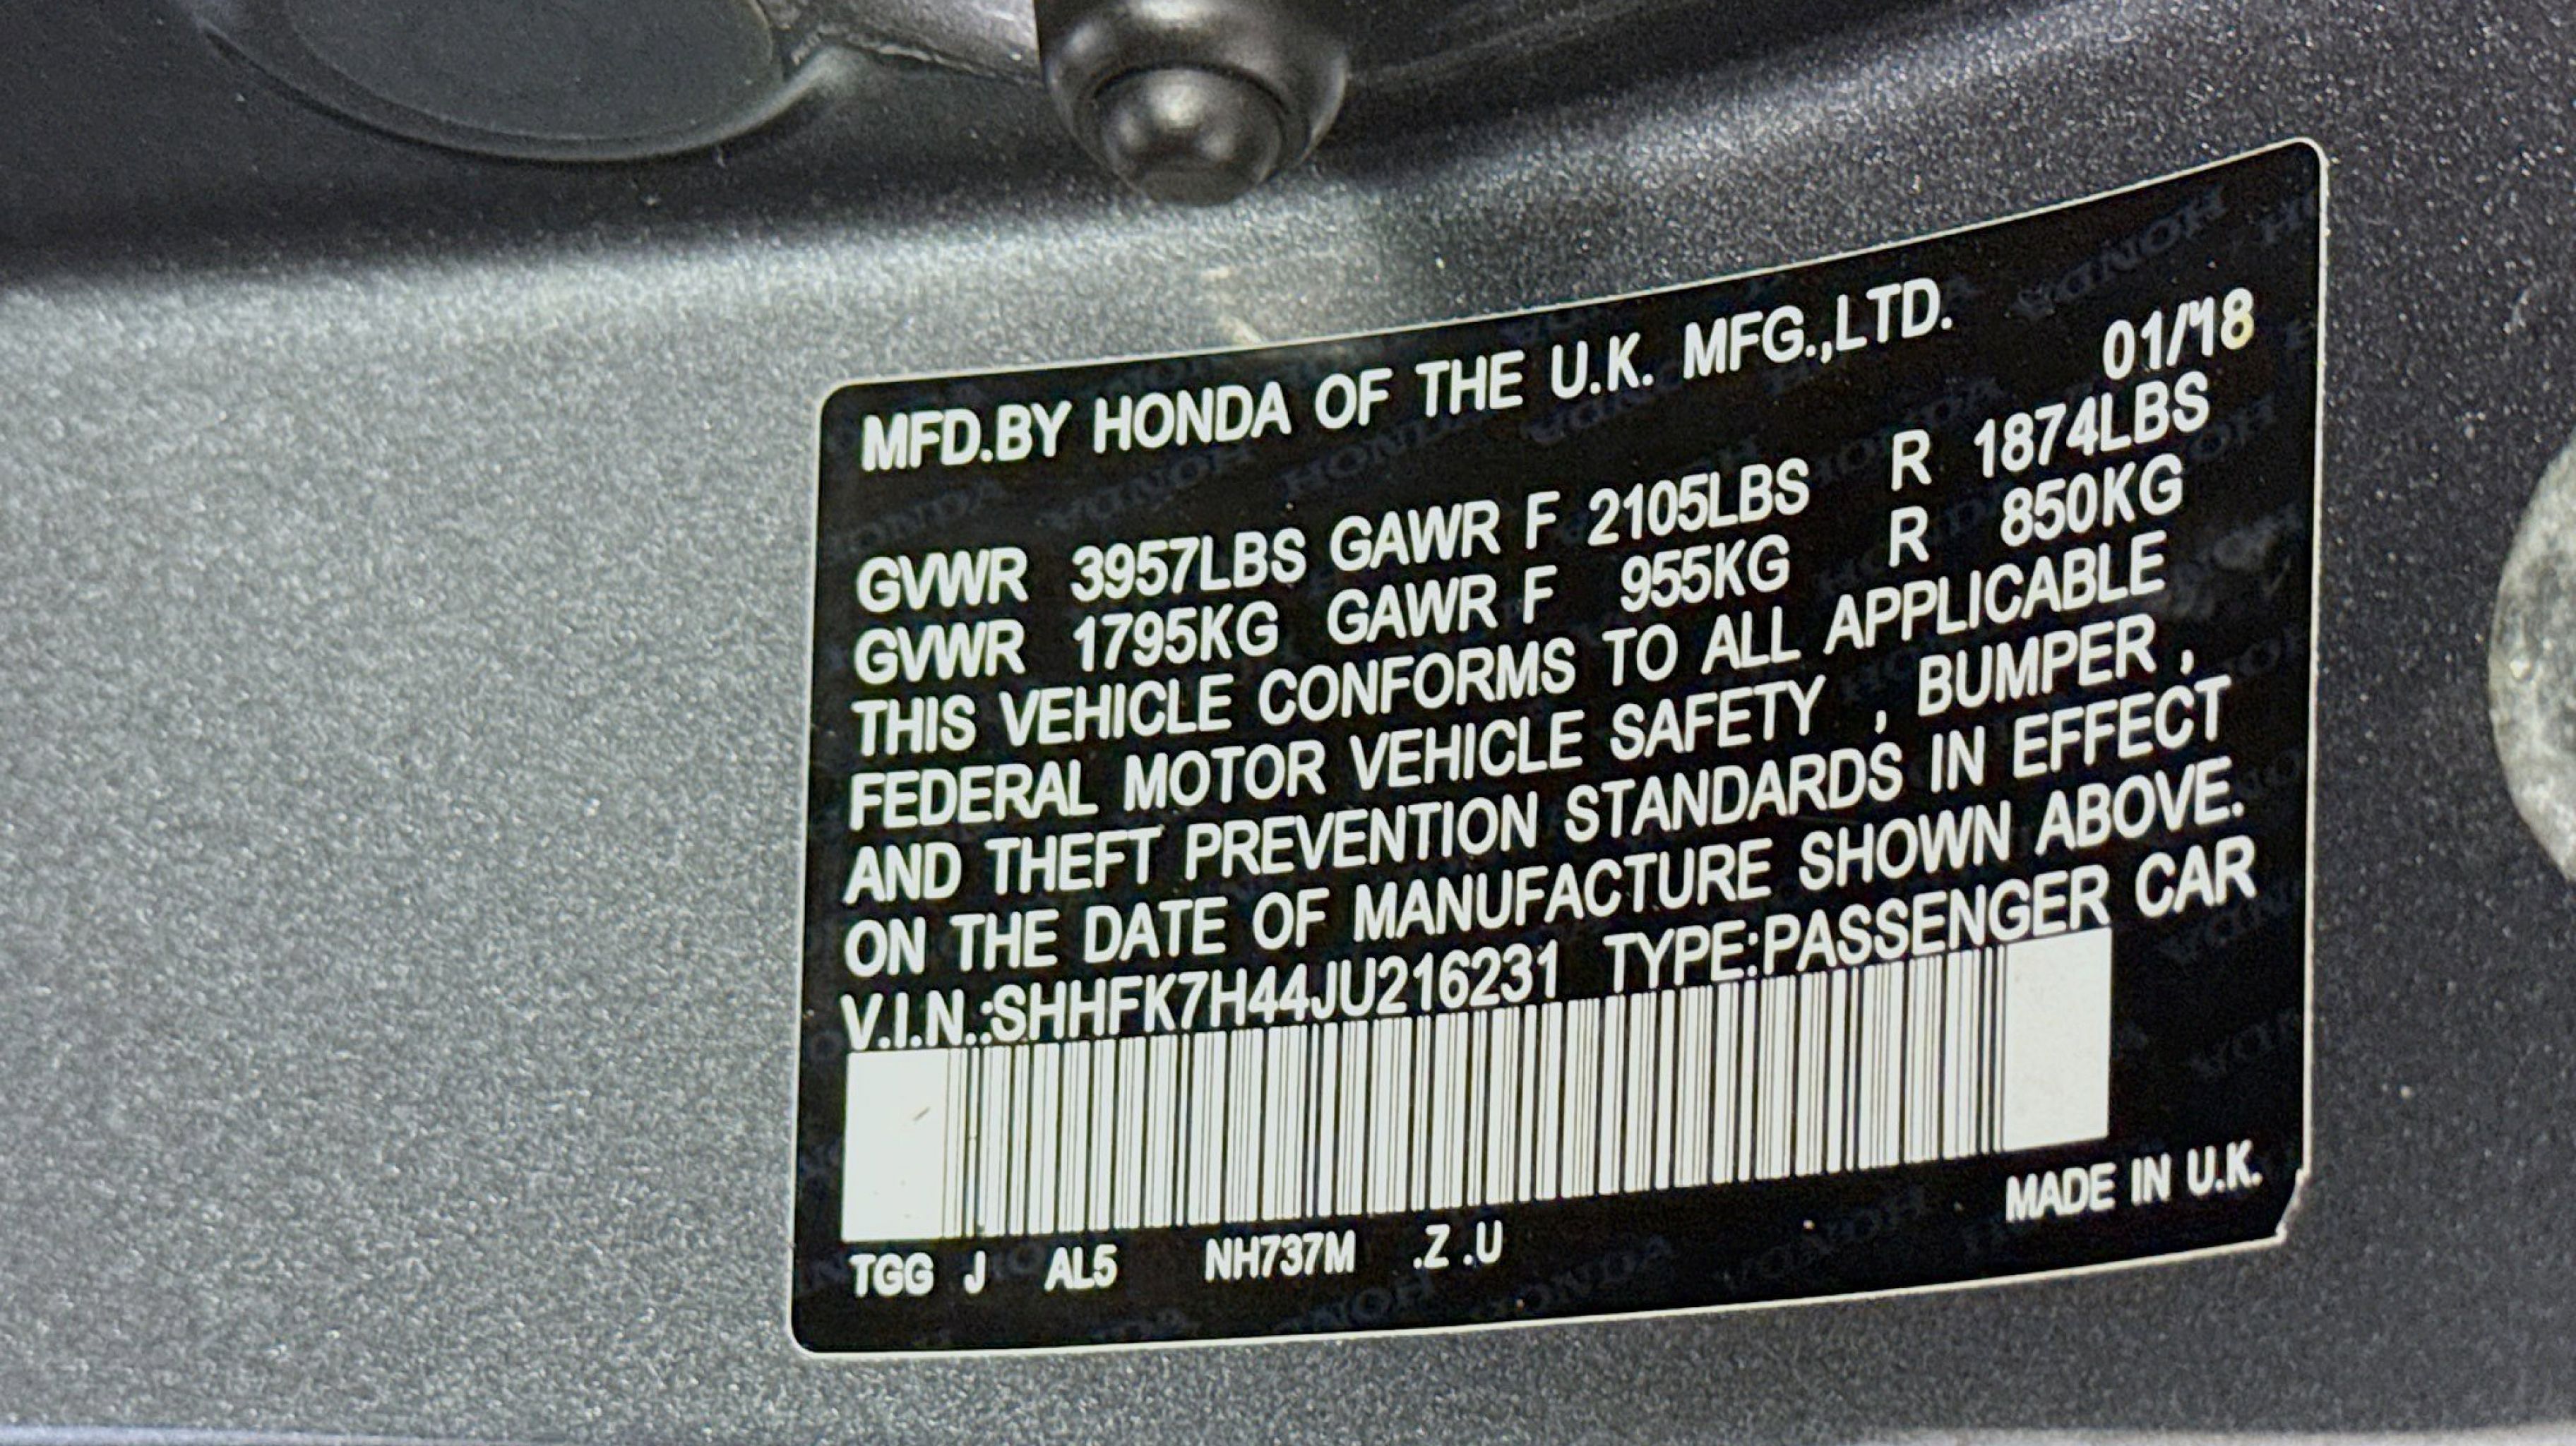 MFD.BY HONDA OF THE U.K. MFG.,LTD.
01/'18
GVWR 3957LBS GAWR F 2105LBS R 1874LBS
GVWR 1795KG GAWR F 955KG R 850KG
THIS VEHICLE CONFORMS TO ALL APPLICABLE
FEDERAL MOTOR VEHICLE SAFETY , BUMPER ,
AND THEFT PREVENTION STANDARDS IN EFFECT
ON THE DATE OF MANUFACTURE SHOWN ABOVE.
V.I.N.:SHHFK7H44JU216231 TYPE:PASSENGER CAR
TGG J AL5 NH737M .Z .U
MADE IN U.K.